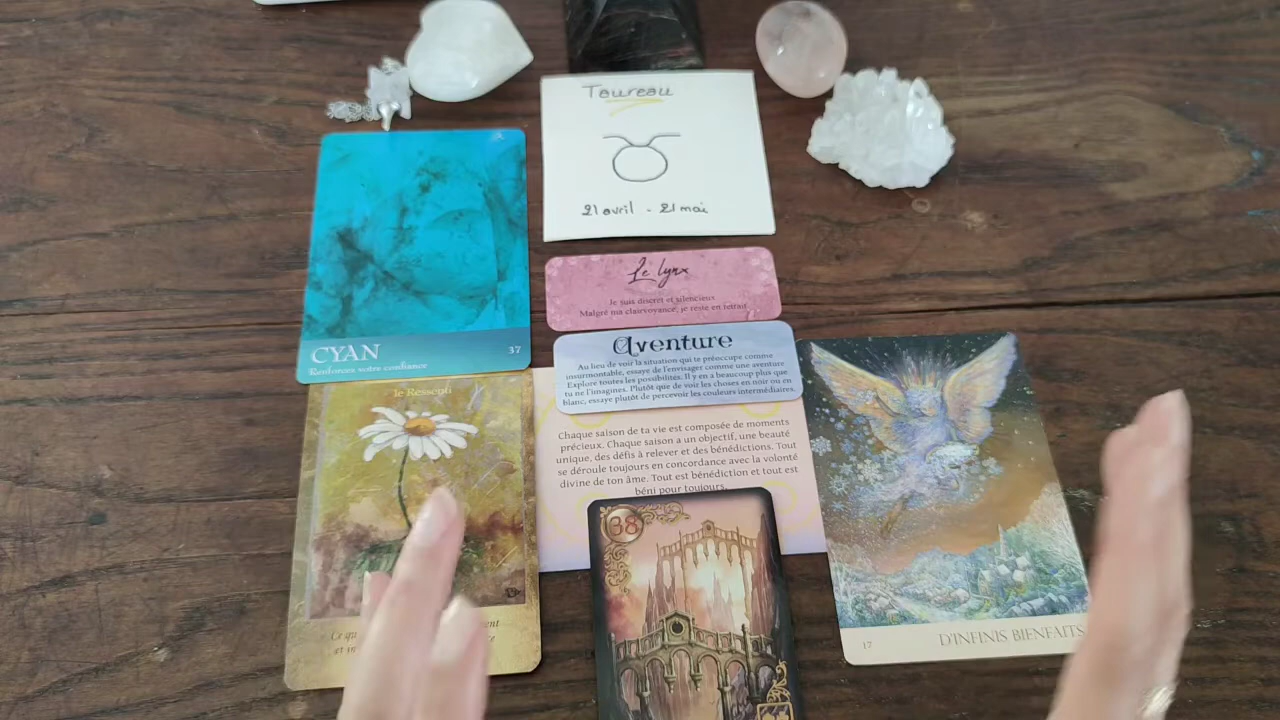 Taureau
21 avril - 21 mai
CYAN
37
Renforcez votre confiance
Le lynx
Je suis discret et silencieux
Malgré ma clairvoyance, je reste en retrait
Aventure
Au lieu de voir la situation qui te préoccupe comme
insurmontable, essaye de l'envisager comme une aventure
Explore toutes les possibilités. Il y en a beaucoup plus que
tu ne l'imagines. Plutôt que de voir les choses en noir ou en
blanc, essaye plutôt de percevoir les couleurs intermédiaires.
le Ressenti
Ce qu
et
Chaque saison de ta vie est composée de moments
précieux. Chaque saison a un objectif, une beauté
unique, des défis à relever et des bénédictions. Tout
se déroule toujours en concordance avec la volonté
divine de ton âme. Tout est bénédiction et tout est
béni pour toujours.
38
17
D'INFINIS BIENFAITS